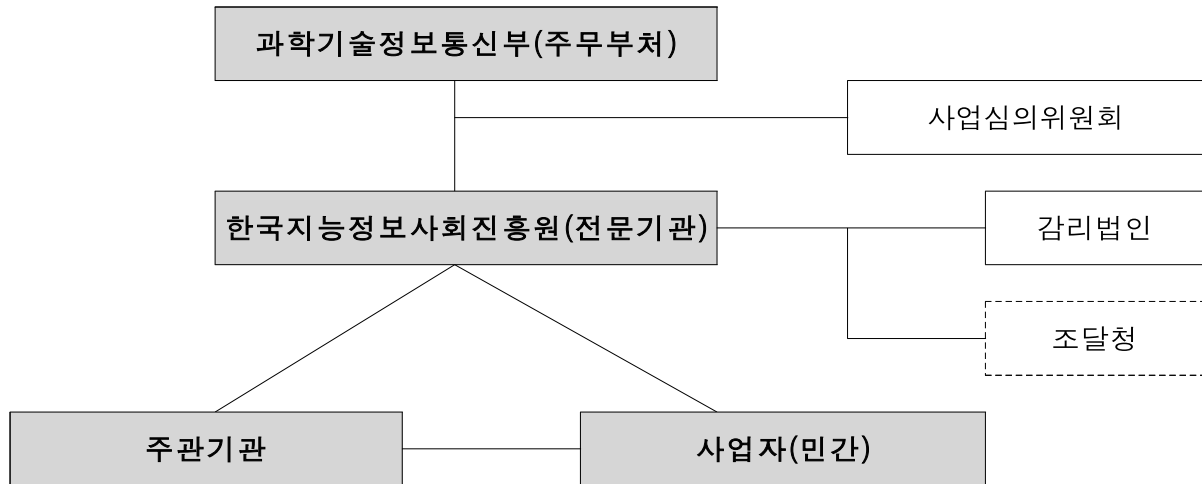 과학기술정보통신부(주무부처)
사업심의위원회
한국지능정보사회진흥원(전문기관)
감리법인
조달청
주관기관
사업자(민간)